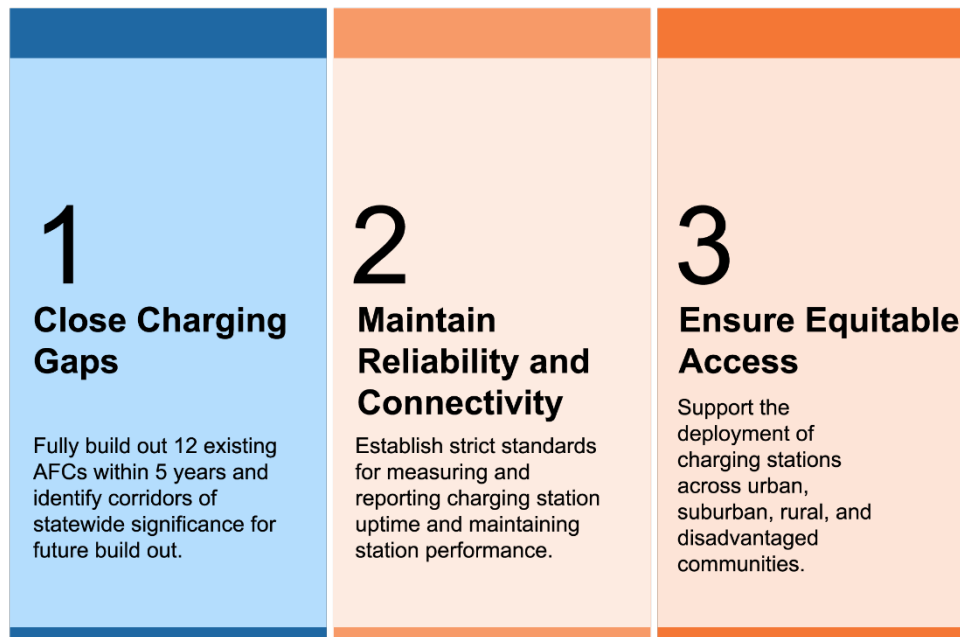 1
Close Charging
Gaps
Fully build out 12 existing
AFCs within 5 years and
identify corridors of
statewide significance for
future build out.
2
Maintain
Reliability and
Connectivity
Establish strict standards
for measuring and
reporting charging station
uptime and maintaining
station performance.
3
Ensure Equitable
Access
Support the
deployment of
charging stations
across urban,
suburban, rural, and
disadvantaged
communities.